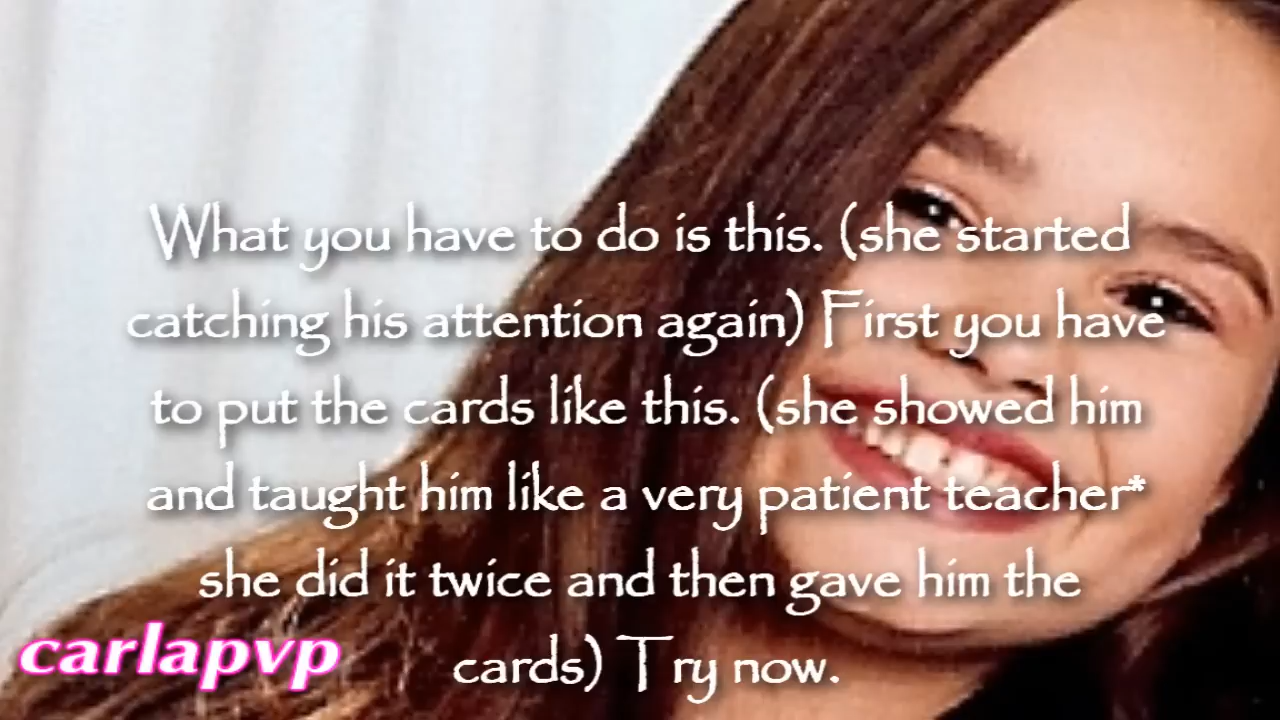 What you have to do is this. (she started
catching his attention again) First you have
to put the cards like this. (she showed him
and taught him like a very patient teacher*
she did it twice and then gave him the
cards) Try now.
carlapvp